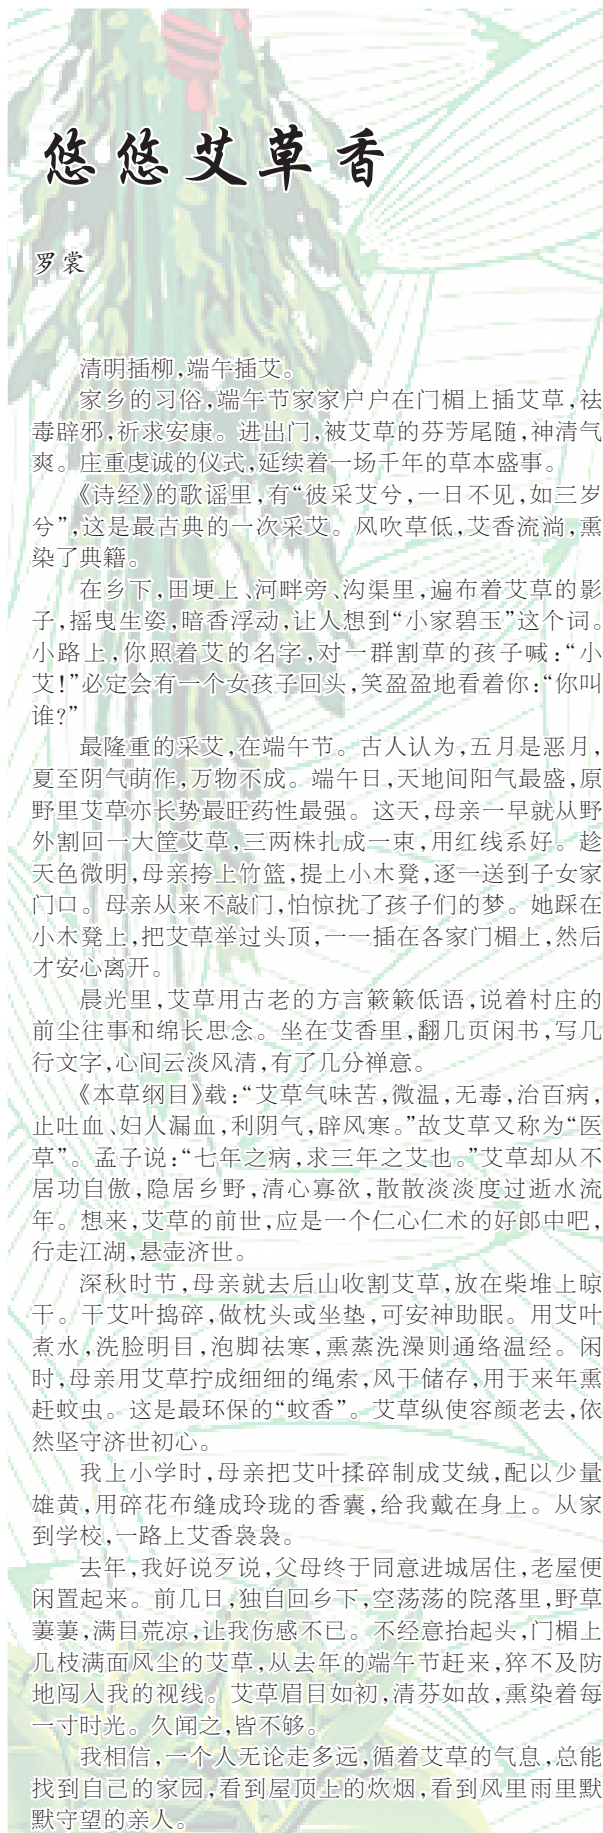 悠悠艾草香
罗裳
清明插柳,端午插艾。
家乡的习俗,端午节家家户户在门楣上插艾草,祛
毒辟邪,祈求安康。进出门,被艾草的芬芳尾随,神清气
爽。庄重虔诚的仪式,延续着一场千年的草本盛事。
《诗经》的歌谣里,有“彼采艾兮,一日不见,如三岁
兮”,这是最古典的一次采艾。风吹草低,艾香流淌,熏
染了典籍。
在乡下,田埂上、河畔旁、沟渠里,遍布着艾草的影
子,摇曳生姿,暗香浮动,让人想到“小家碧玉”这个词。
小路上,你照着艾的名字,对一群割草的孩子喊:“小
艾!”必定会有一个女孩子回头,笑盈盈地看着你:“你叫
谁?”
最隆重的采艾,在端午节。古人认为,五月是恶月,
夏至阴气萌作,万物不成。端午日,天地间阳气最盛,原
野里艾草亦长势最旺药性最强。这天,母亲一早就从野
外割回一大筐艾草,三两株扎成一束,用红线系好。趁
天色微明,母亲挎上竹篮,提上小木凳,逐一送到子女家
门口。母亲从来不敲门,怕惊扰了孩子们的梦。她踩在
小木凳上,把艾草举过头顶,一一插在各家门楣上,然后
才安心离开。
晨光里,艾草用古老的方言簌簌低语,说着村庄的
前尘往事和绵长思念。坐在艾香里,翻几页闲书,写几
行文字,心间云淡风清,有了几分禅意。
《本草纲目》载:“艾草气味苦,微温,无毒,治百病,
止吐血、妇人漏血,利阴气,辟风寒。”故艾草又称为“医
草”。孟子说:“七年之病,求三年之艾也。”艾草却从不
居功自傲,隐居乡野,清心寡欲,散散淡淡度过逝水流
年。想来,艾草的前世,应是一个仁心仁术的好郎中吧,
行走江湖,悬壶济世。
深秋时节,母亲就去后山收割艾草,放在柴堆上晾
干。干艾叶捣碎,做枕头或坐垫,可安神助眠。用艾叶
煮水,洗脸明目,泡脚祛寒,熏蒸洗澡则通络温经。闲
时,母亲用艾草拧成细细的绳索,风干储存,用于来年熏
赶蚊虫。这是最环保的“蚊香”。艾草纵使容颜老去,依
然坚守济世初心。
我上小学时,母亲把艾叶揉碎制成艾绒,配以少量
雄黄,用碎花布缝成玲珑的香囊,给我戴在身上。从家
到学校,一路上艾香袅袅。
去年,我好说歹说,父母终于同意进城居住,老屋便
闲置起来。前几日,独自回乡下,空荡荡的院落里,野草
萋萋,满目荒凉,让我伤感不已。不经意抬起头,门楣上
几枝满面风尘的艾草,从去年的端午节赶来,猝不及防
地闯入我的视线。艾草眉目如初,清芬如故,熏染着每
一寸时光。久闻之,皆不够。
我相信,一个人无论走多远,循着艾草的气息,总能
找到自己的家园,看到屋顶上的炊烟,看到风里雨里默
默守望的亲人。